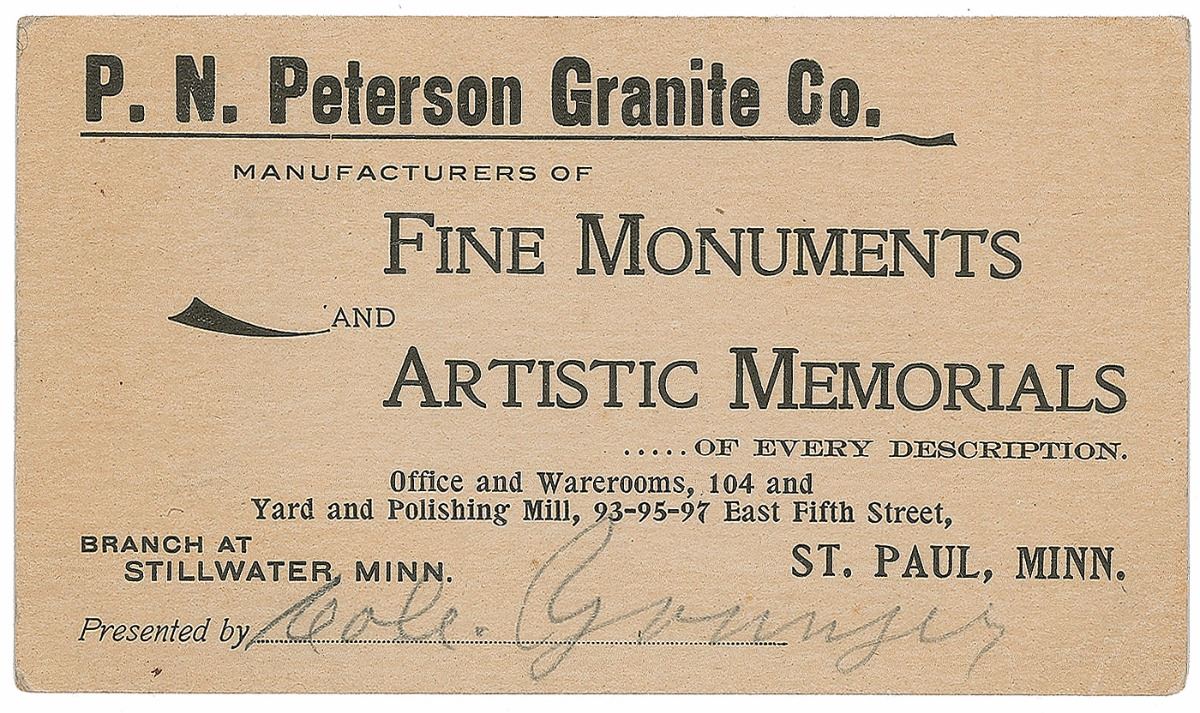 P. N. Peterson Granite Co.
MANUFACTURERS OF
FINE MONUMENTS
AND
ARTISTIC MEMORIALS
.....OF EVERY DESCRIPTION.
Office and Warerooms, 104 and
Yard and Polishing Mill, 93-95-97 East Fifth Street,
BRANCH AT
STILLWATER, MINN.
ST. PAUL, MINN.
Presented by Cole. Younger